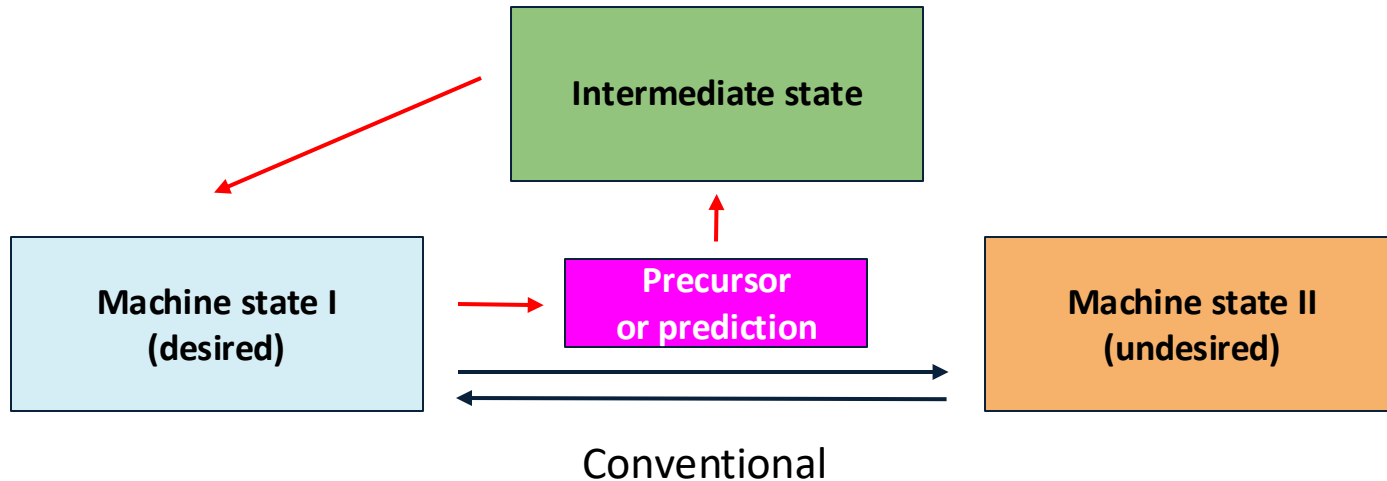 Intermediate state
Machine state I
(desired)
Precursor
or prediction
Machine state II
(undesired)
Conventional